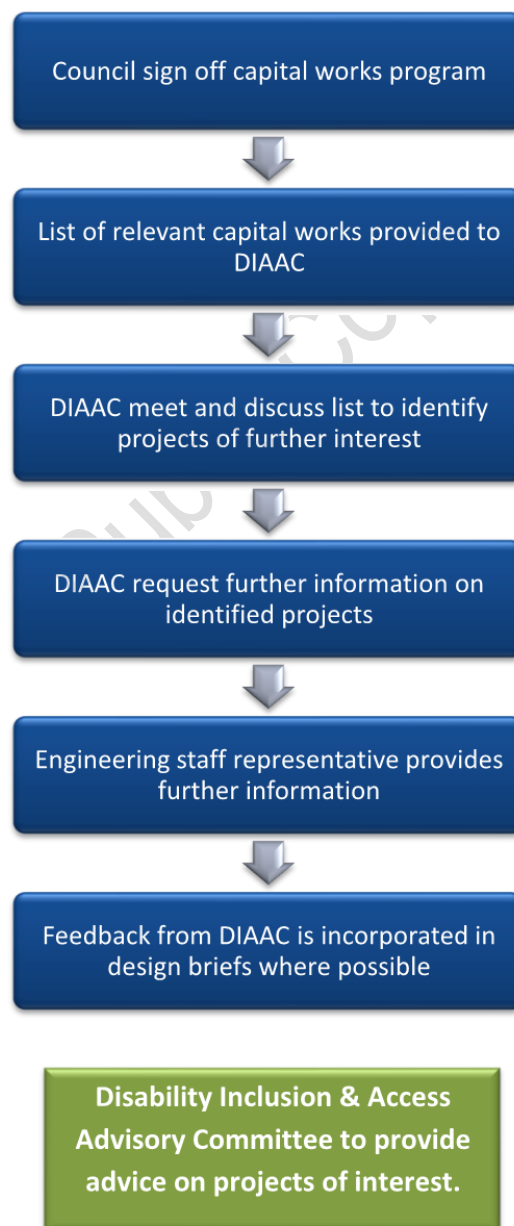 Council sign off capital works program
List of relevant capital works provided to
DIAAC
DIAAC meet and discuss list to identify
projects of further interest
DIAAC request further information on
identified projects
Engineering staff representative provides
further information
Feedback from DIAAC is incorporated in
design briefs where possible
Disability Inclusion & Access
Advisory Committee to provide
advice on projects of interest.